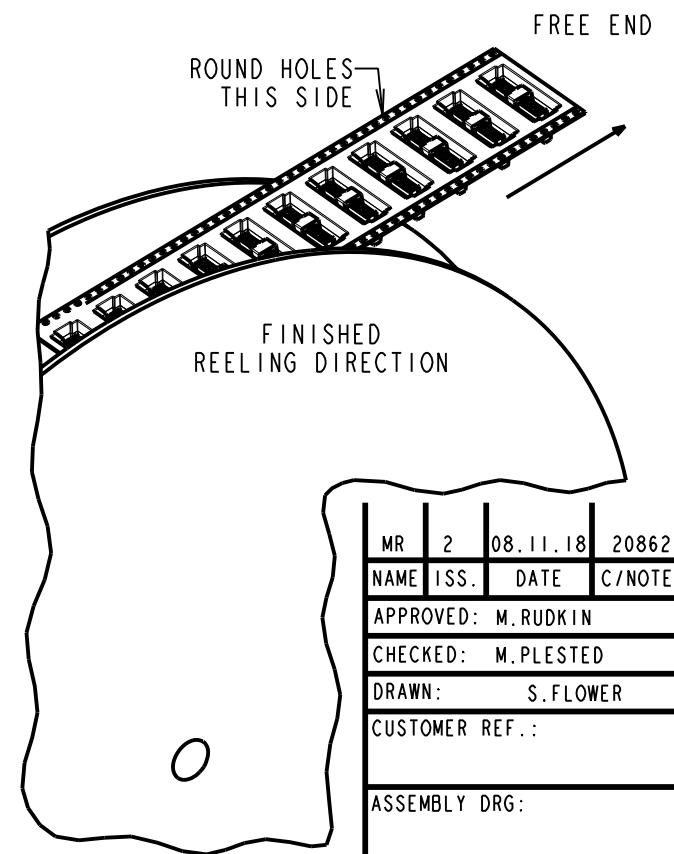 FREE END
ROUND HOLES
THIS SIDE
FINISHED
REELING DIRECTION
MR 2 08.11.18 20862
NAME ISS. DATE C/NOTE
APPROVED: M.RUDKIN
CHECKED: M.PLESTED
DRAWN: S.FLOWER
CUSTOMER REF.:
ASSEMBLY DRG: